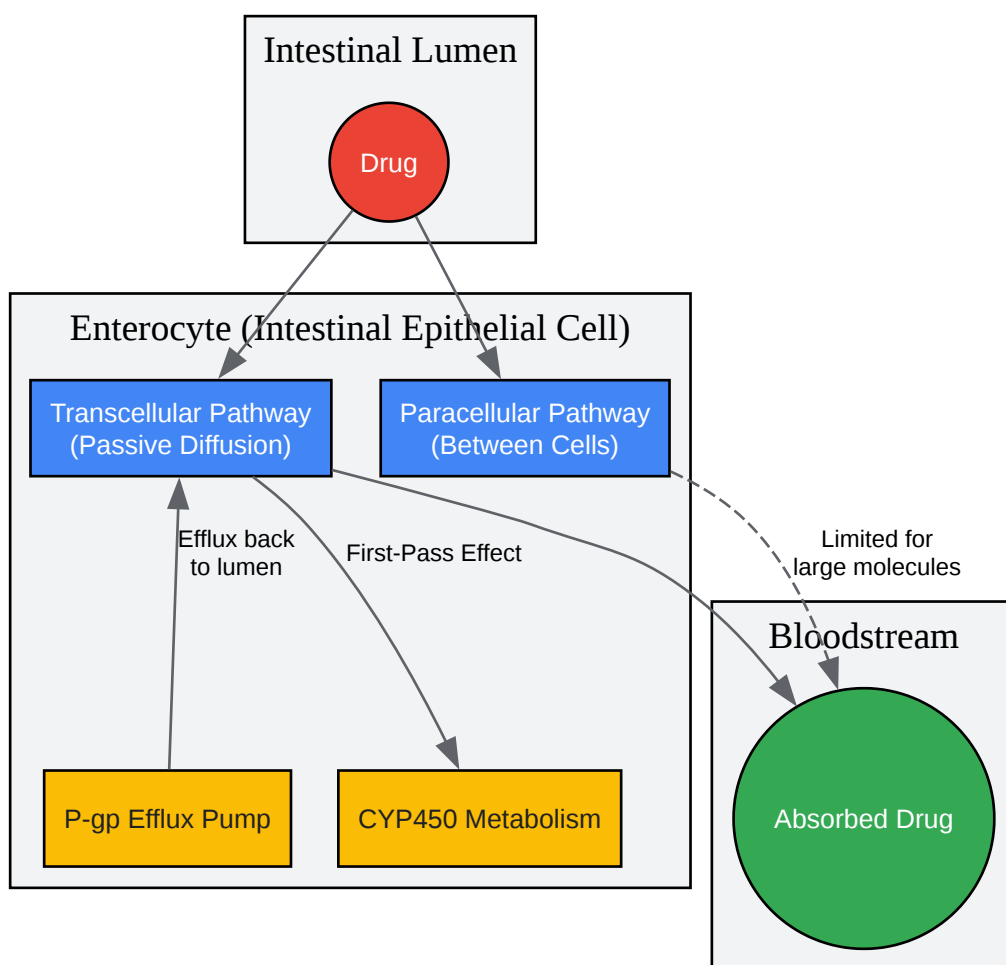 Intestinal Lumen
Drug
Enterocyte (Intestinal Epithelial Cell)
Transcellular Pathway
(Passive Diffusion)
Paracellular Pathway
(Between Cells)
Efflux back
to lumen
First-Pass Effect
Limited for
large molecules
Bloodstream
P-gp Efflux Pump
CYP450 Metabolism
Absorbed Drug